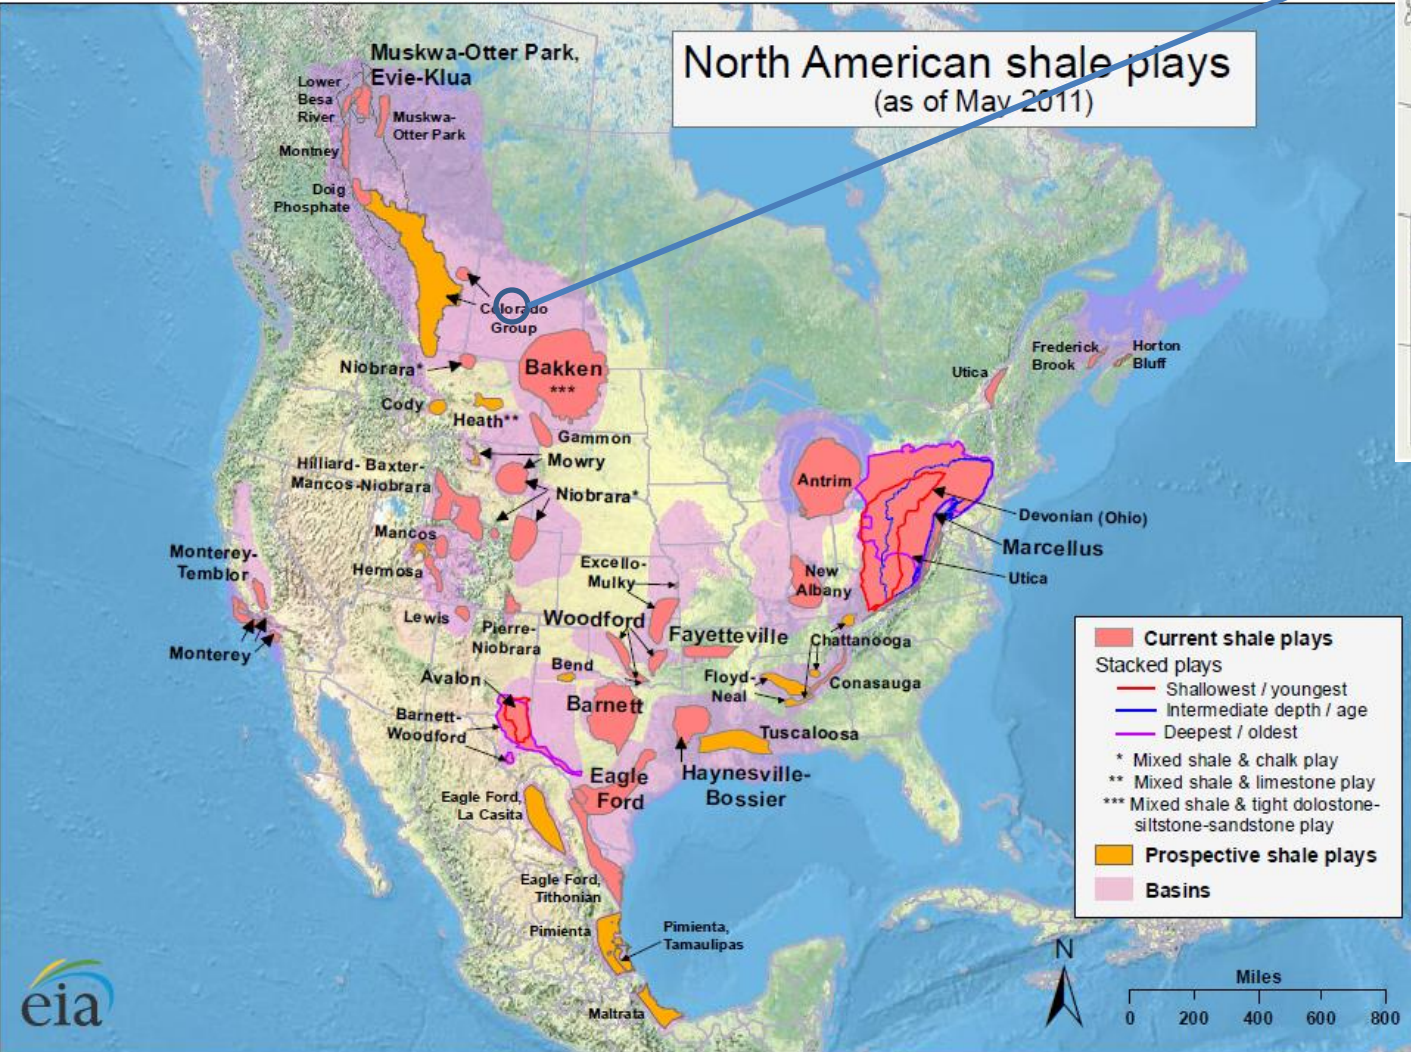 North American shale plays
(as of May 2011)
Muskwa-Otter Park,
Evie-Klua
Lower
Besa
River
Muskwa-
Otter Park
Montney
Doig
Phosphate
Colorado
Group
Niobrara*
Bakken
***
Cody
Heath**
Gammon
Mowry
Hilliard- Baxter-
Mancos-Niobrara
Niobrara*
Mancos
Hermosa
Monterey-
Temblor
Lewis
Monterey
Pierre-
Niobrara
Excello-
Mulky
Woodford
Fayetteville
Bend
Avalon
Barnett
Barnett-
Woodford
Eagle
Ford
Eagle Ford,
La Casita
Eagle Ford,
Tithonian
Pimienta
Pimienta,
Tamaulipas
Maltrata
Haynesville-
Bossier
Tuscaloosa
Floyd-
Neal
Chattanooga
Conasauga
New
Albany
Antrim
Devonian (Ohio)
Marcellus
Utica
Utica
Frederick
Brook
Horton
Bluff
Current shale plays
Stacked plays
Shallowest / youngest
Intermediate depth / age
Deepest / oldest
* Mixed shale & chalk play
** Mixed shale & limestone play
*** Mixed shale & tight dolostone-
siltstone-sandstone play
Prospective shale plays
Basins
N
Miles
0 200 400 600 800
eia